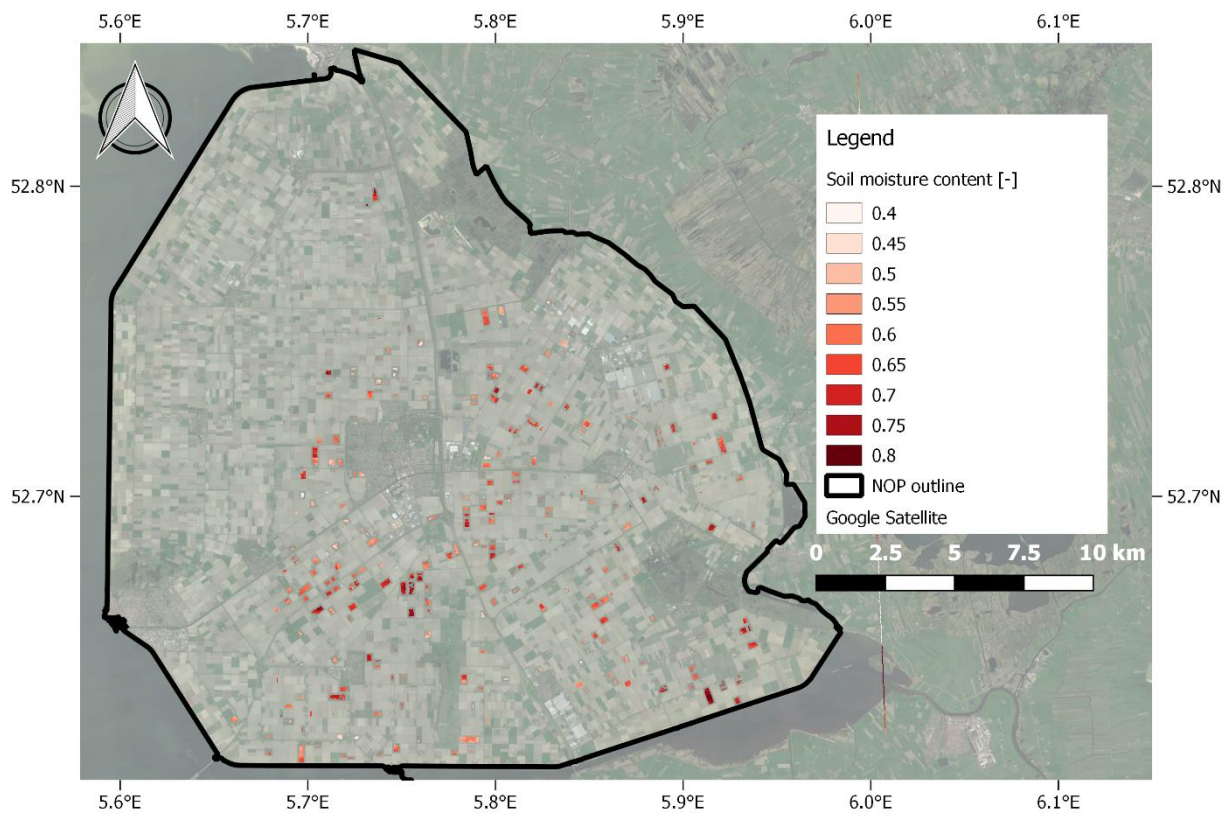 5.6°E 5.7°E 5.8°E 5.9°E 6.0°E 6.1°E
Legend
Soil moisture content [-]
52.8°N 52.8°N
0.4
0.45
0.5
0.55
0.6
0.65
0.7
0.75
0.8
NOP outline
52.7°N 52.7°N
Google Satellite
0 2.5 5 7.5 10 km
5.6°E 5.7°E 5.8°E 5.9°E 6.0°E 6.1°E